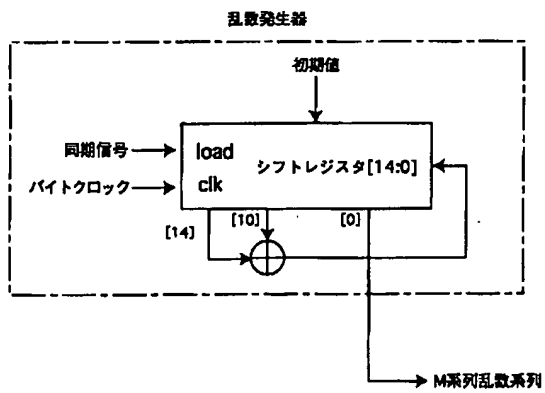 乱数発生器
初期値
同期信号
load
シフトレジスタ[14:0]
バイトクロック
clk
[14]
[10]
[0]
M系列乱数系列